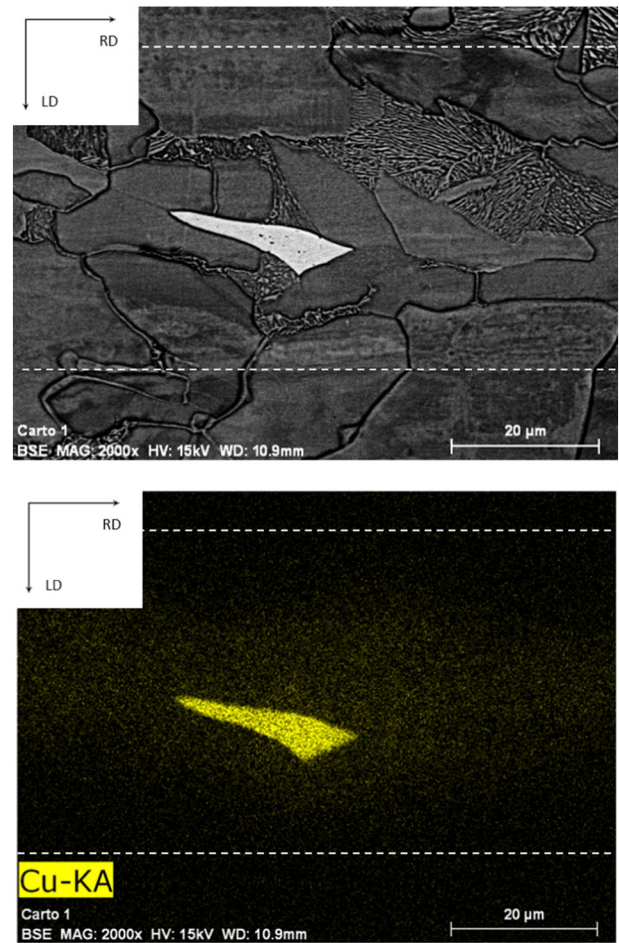 RD
LD
Carto 1
20 µm
BSE MAG: 2000x HV: 15kV WD: 10.9mm
RD
LD
Cu-KA
Carto 1
20 µm
BSE MAG: 2000x HV: 15kV WD: 10.9mm